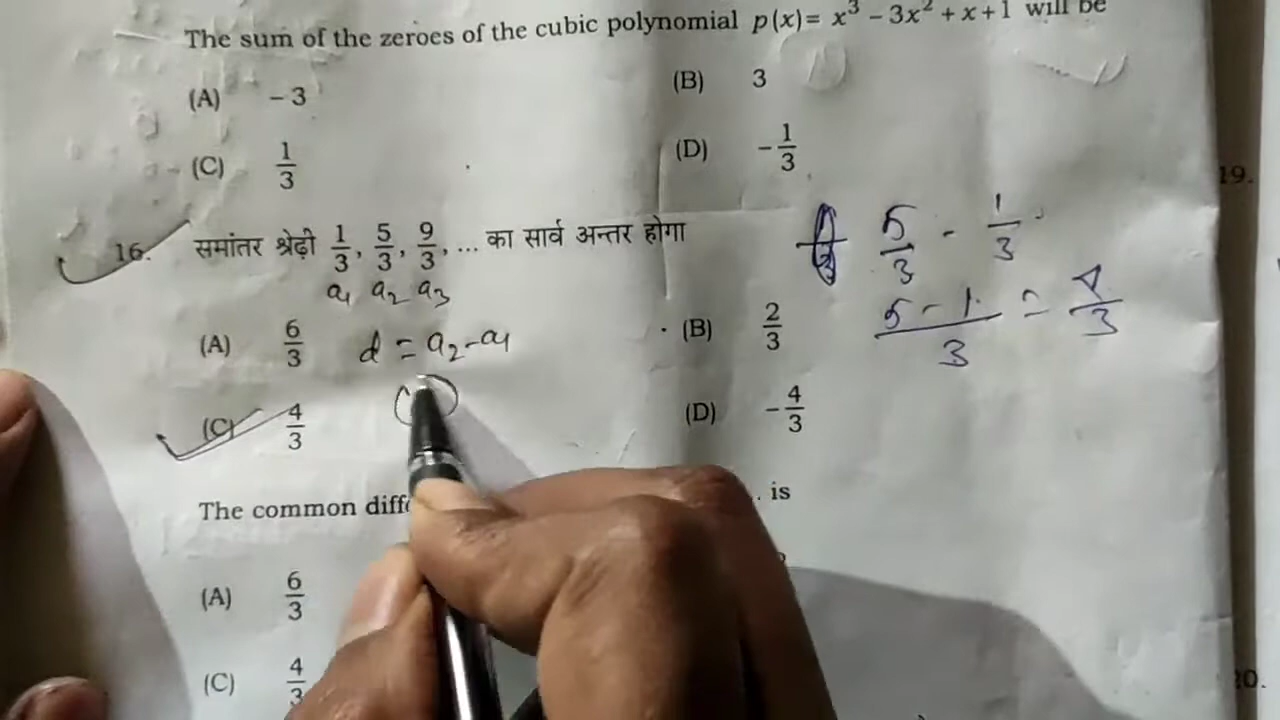 The sum of the zeroes of the cubic polynomial p(x)= x³ – 3x² + x + 1 will be
(A) – 3
(B) 3
(C) 1/3
(D) – 1/3
19.
16. समांतर श्रेढ़ी 1/3, 5/3, 9/3, ... का सार्व अन्तर होगा
a1 a2 a3
5/3 - 1/3
5 - 1 / 3 = 4/3
(A) 6/3
d = a2 - a1
(B) 2/3
(C) 4/3
(D) – 4/3
The common is
(A) 6/3
(C) 4/3
20.